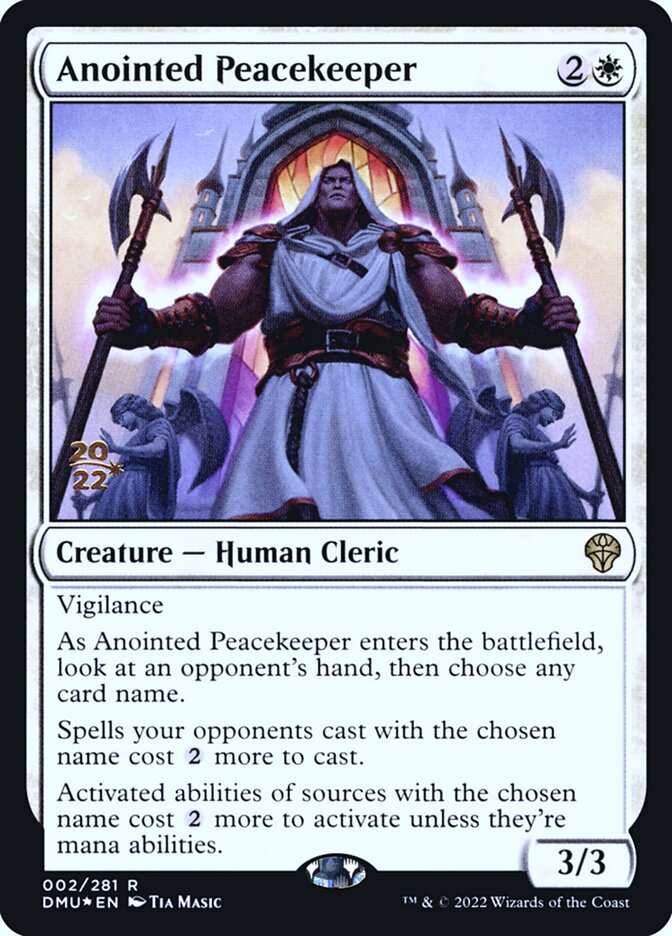 Anointed Peacekeeper 2
20
22
Creature — Human Cleric
Vigilance
As Anointed Peacekeeper enters the battlefield,
look at an opponent's hand, then choose any
card name.
Spells your opponents cast with the chosen
name cost 2 more to cast.
Activated abilities of sources with the chosen
name cost 2 more to activate unless they're
mana abilities.
3/3
002/281 R
DMU★EN Tia Masic
™ & © 2022 Wizards of the Coast